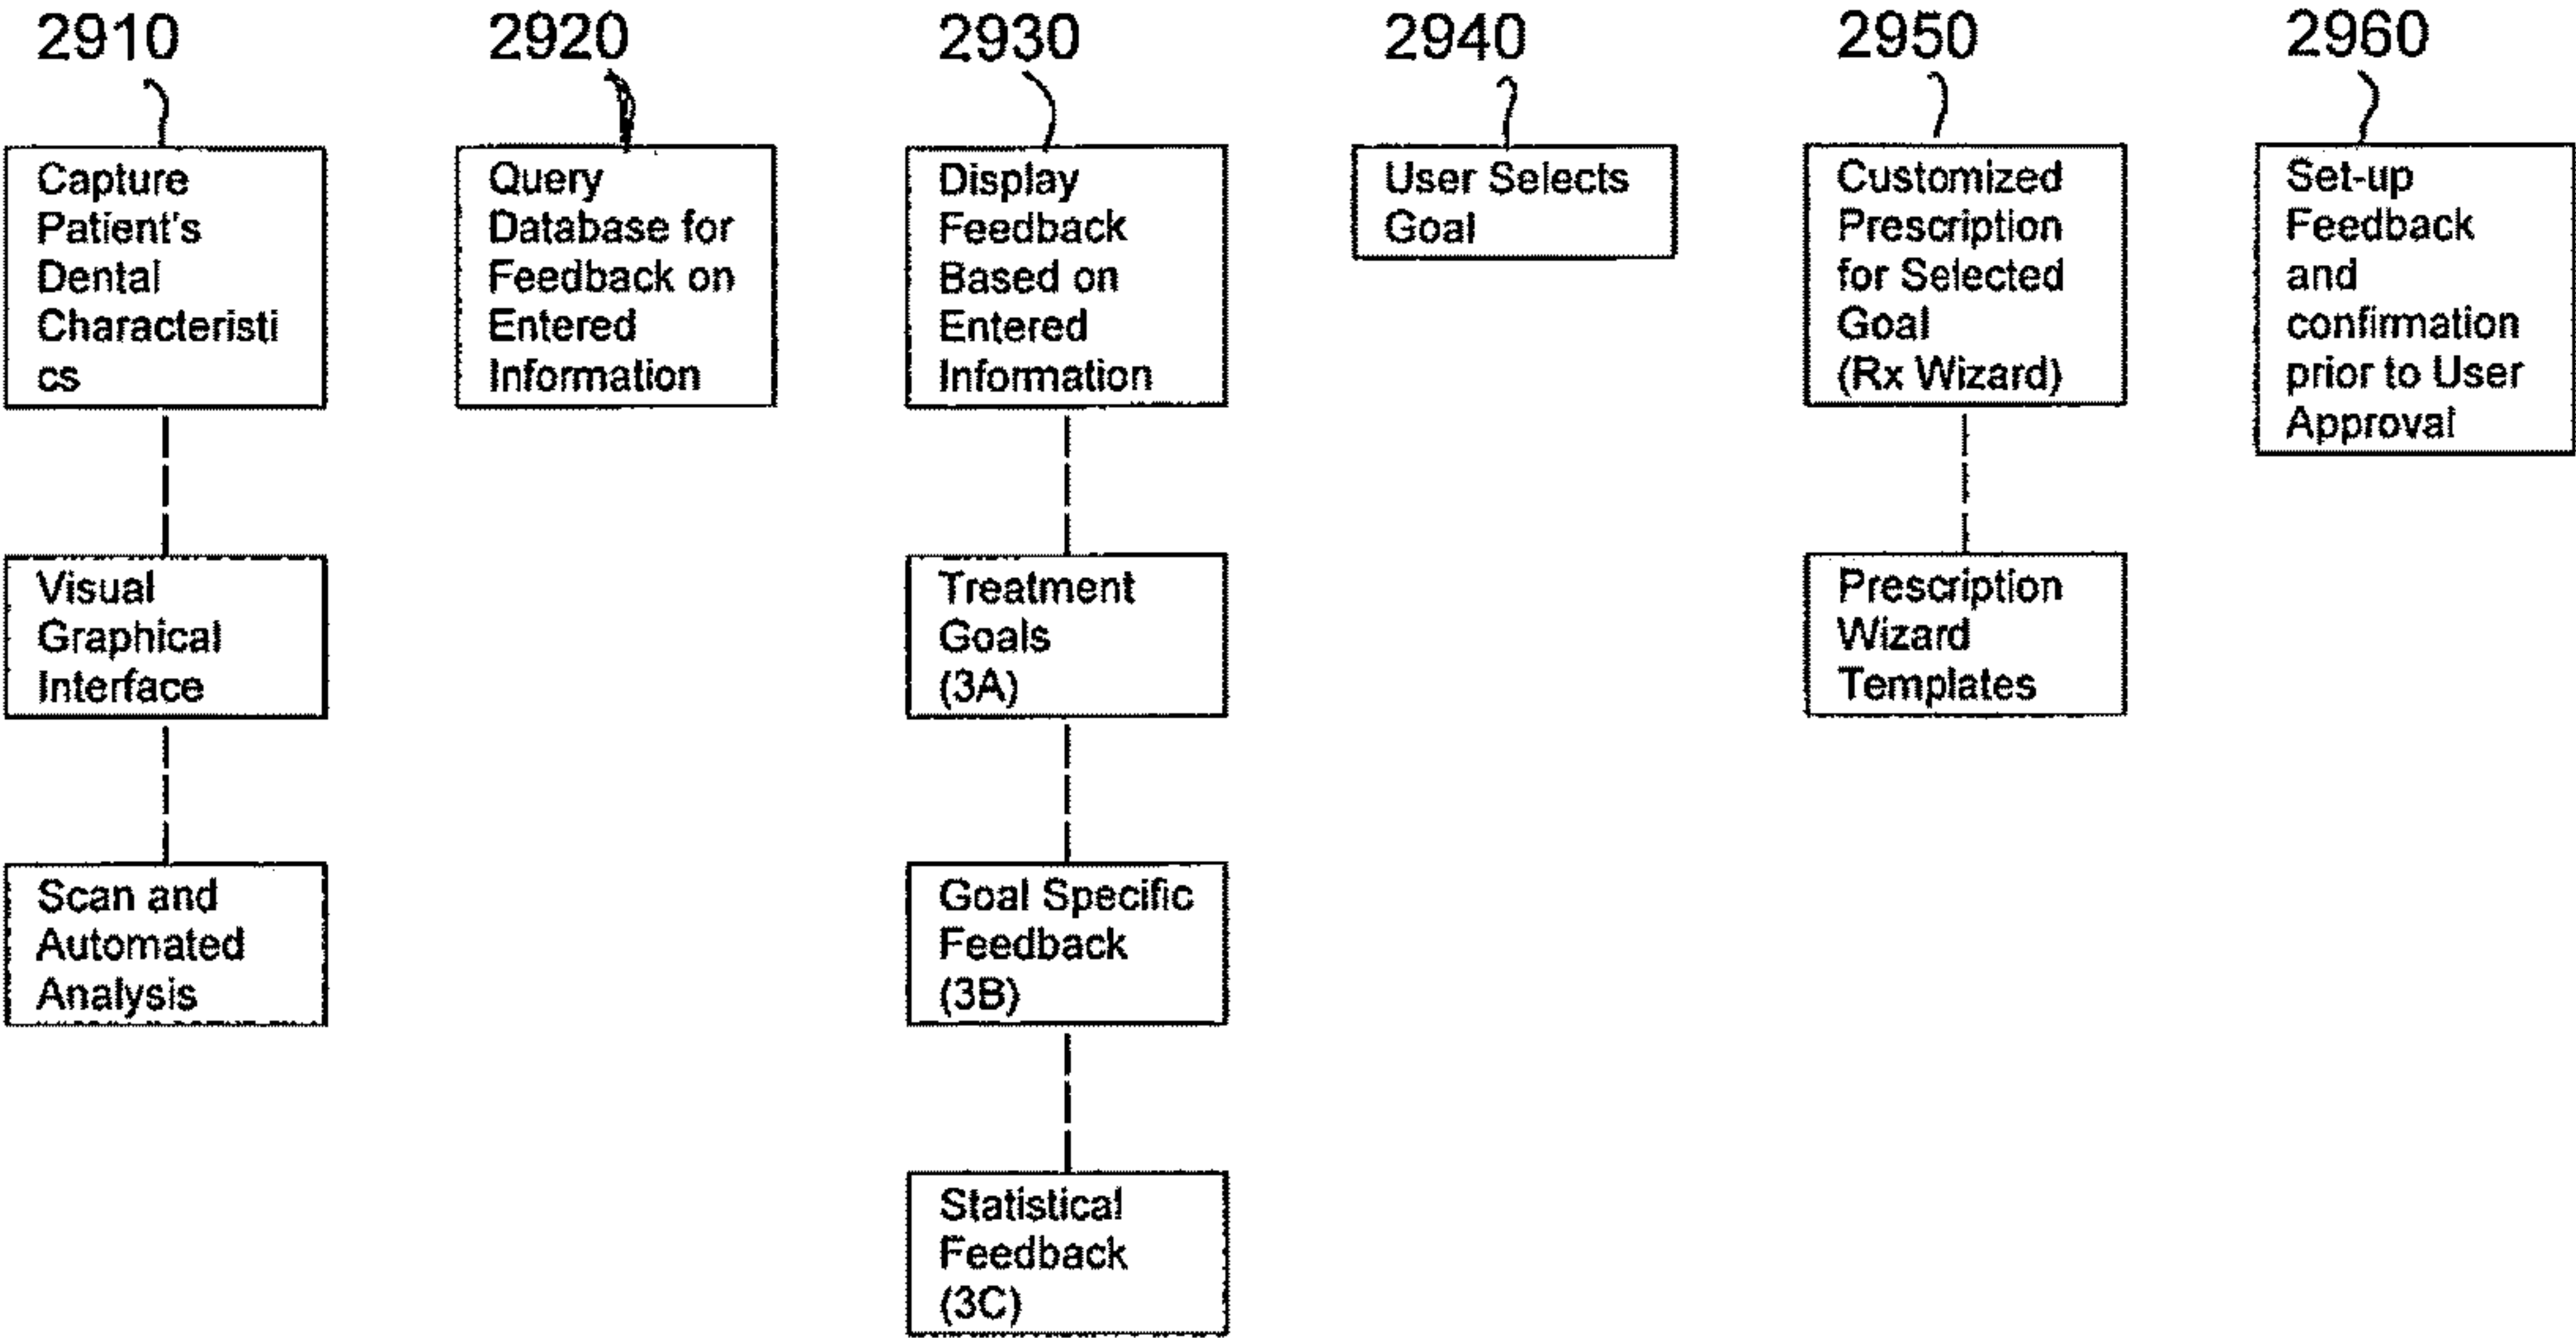 2910
2920
2930
2940
2950
2960
Capture
Patient's
Dental
Characteristi
cs
Query
Database for
Feedback on
Entered
Information
Display
Feedback
Based on
Entered
Information
User Selects
Goal
Customized
Prescription
for Selected
Goal
(Rx Wizard)
Set-up
Feedback
and
confirmation
prior to User
Approval
Visual
Graphical
Interface
Treatment
Goals
(3A)
Prescription
Wizard
Templates
Scan and
Automated
Analysis
Goal Specific
Feedback
(3B)
Statistical
Feedback
(3C)